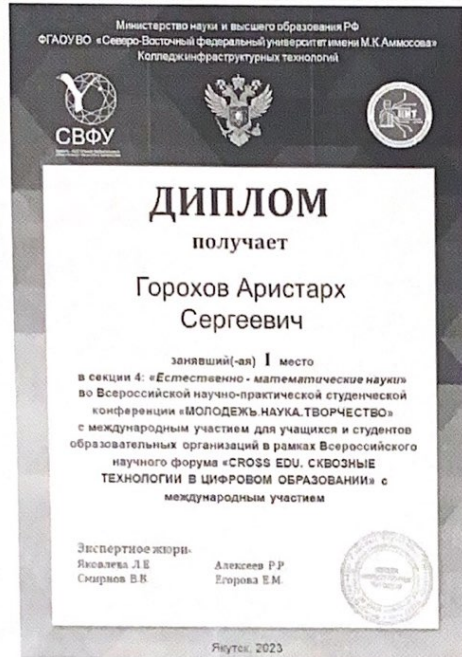 Министерство науки и высшего образования РФ
ФГАОУ ВО «Северо-Восточный федеральный университет имени М.К.Аммосова»
Колледж инфраструктурных технологий
СВФУ
ДИПЛОМ
получает
Горохов Аристарх
Сергеевич
занявший(-ая) I место
в секции 4: «Естественно - математические науки»
во Всероссийской научно-практической студенческой
конференции «МОЛОДЕЖЬ.НАУКА.ТВОРЧЕСТВО»
с международным участием для учащихся и студентов
образовательных организаций в рамках Всероссийского
научного форума «CROSS EDU. СКВОЗНЫЕ
ТЕХНОЛОГИИ В ЦИФРОВОМ ОБРАЗОВАНИИ» с
международным участием
Экспертное жюри:
Яковлева Л.Е. Алексеев Р.Р.
Смирнов В.В. Егорова Е.М.
Якутск, 2023